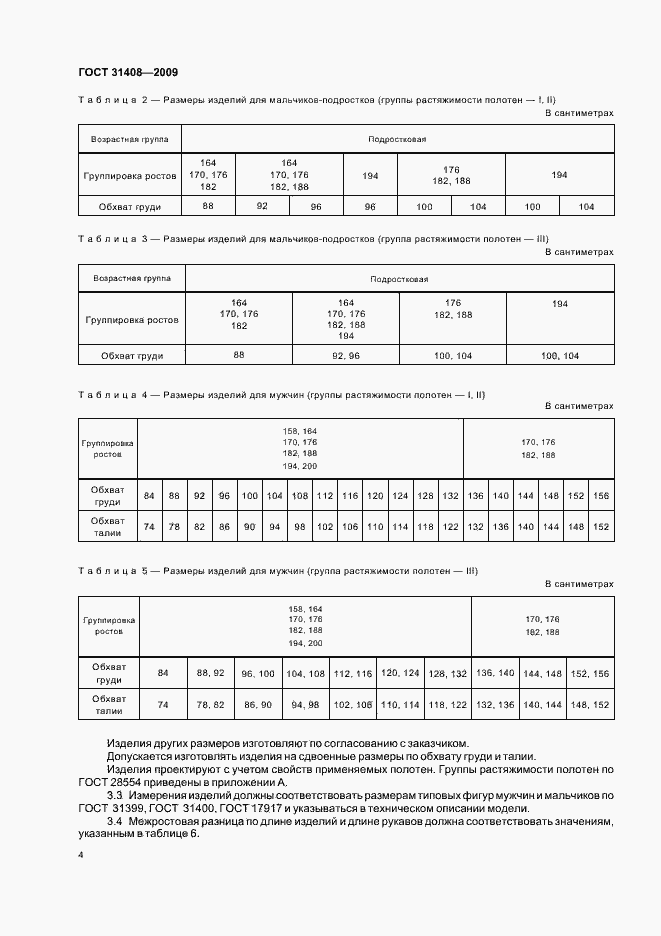 ГОСТ 31408—2009
Таблица 2 — Размеры изделий для мальчиков-подростков (группы растяжимости полотен — I, II)
В сантиметрах
Возрастная группа Подростковая
Группировка ростов 164 170, 176 182 164 170, 176 182, 188 194 176 182, 188 194
Обхват груди 88 92 96 96 100 104 100 104
Таблица 3 — Размеры изделий для мальчиков-подростков (группа растяжимости полотен — III)
В сантиметрах
Возрастная группа Подростковая
Группировка ростов 164 170, 176 182 164 170, 176 182, 188 194 176 182, 188 194
Обхват груди 88 92, 96 100, 104 100, 104
Таблица 4 — Размеры изделий для мужчин (группы растяжимости полотен — I, II)
В сантиметрах
Группировка ростов 158, 164 170, 176 182, 188 194, 200 170, 176 182, 188
Обхват груди 84 88 92 96 100 104 108 112 116 120 124 128 132 136 140 144 148 152 156
Обхват талии 74 78 82 86 90 94 98 102 106 110 114 118 122 132 136 140 144 148 152
Таблица 5 — Размеры изделий для мужчин (группа растяжимости полотен — III)
В сантиметрах
Группировка ростов 158, 164 170, 176 182, 188 194, 200 170, 176 182, 188
Обхват груди 84 88, 92 96, 100 104, 108 112, 116 120, 124 128, 132 136, 140 144, 148 152, 156
Обхват талии 74 78, 82 86, 90 94, 98 102, 106 110, 114 118, 122 132, 136 140, 144 148, 152
Изделия других размеров изготовляют по согласованию с заказчиком.
Допускается изготовлять изделия на сдвоенные размеры по обхвату груди и талии.
Изделия проектируют с учетом свойств применяемых полотен. Группы растяжимости полотен по
ГОСТ 28554 приведены в приложении А.
3.3 Измерения изделий должны соответствовать размерам типовых фигур мужчин и мальчиков по
ГОСТ 31399, ГОСТ 31400, ГОСТ 17917 и указываться в техническом описании модели.
3.4 Межростовая разница по длине изделий и длине рукавов должна соответствовать значениям,
указанным в таблице 6.
4